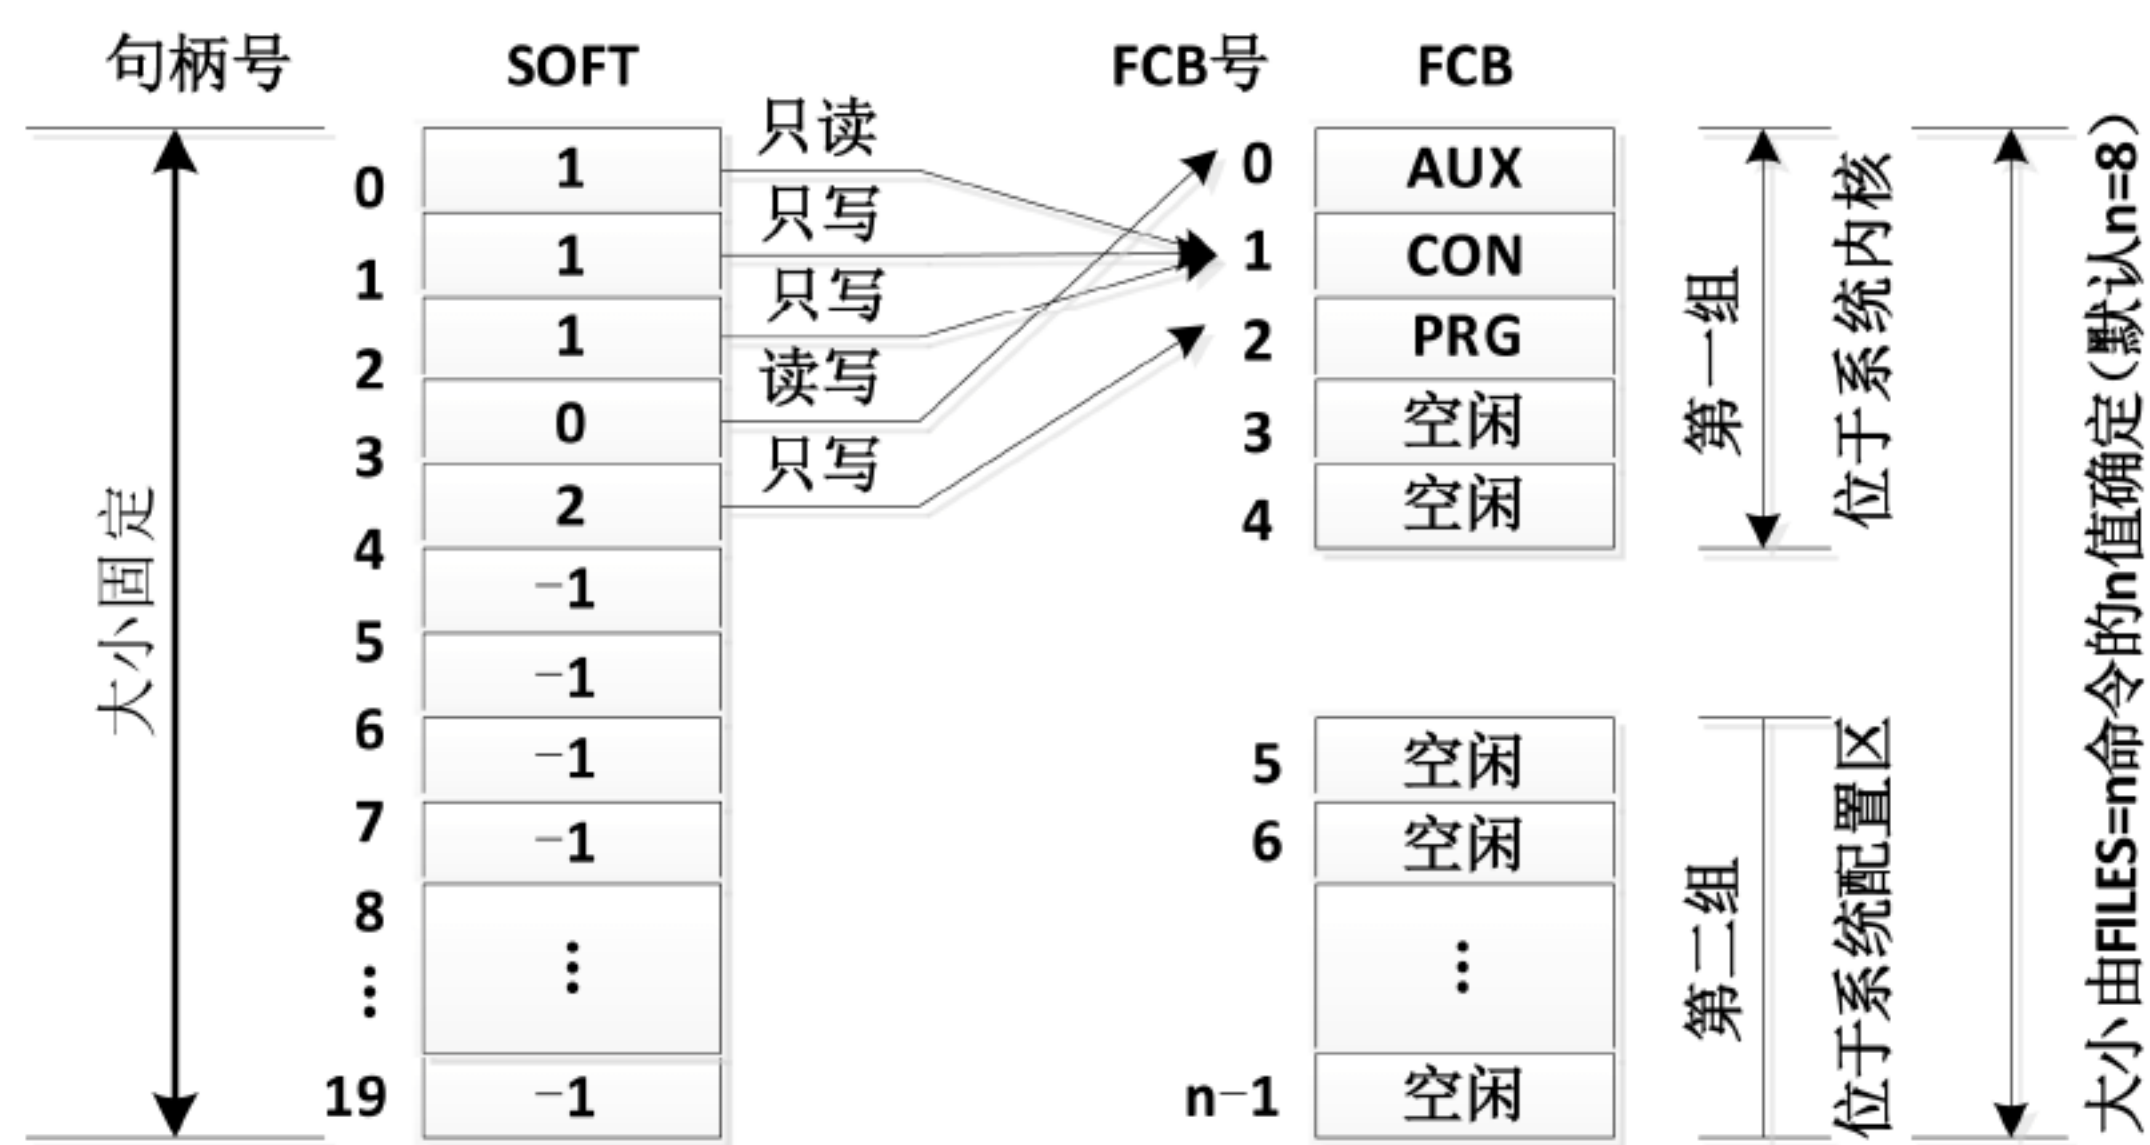 句柄号 SOFT FCB号 FCB
0 1 只读 0 AUX
1 1 只写 1 CON
2 1 只写 2 PRG
3 0 读写 3 空闲
4 2 只写 4 空闲
5 -1
6 -1
7 -1 5 空闲
8 -1 6 空闲
⋮ ⋮ ⋮
19 -1 n-1 空闲
大小固定
第一组
位于系统内核
第二组
位于系统配置区
大小由FILES=n命令的n值确定(默认n=8)